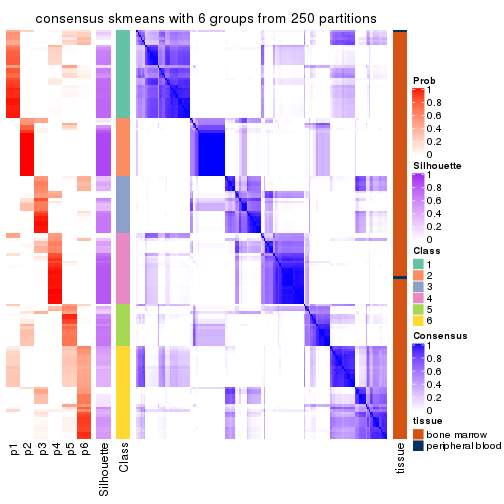 consensus skmeans with 6 groups from 250 partitions
Prob
1
0.8
0.6
0.4
0.2
0
Silhouette
1
0.8
0.6
0.4
0.2
0
Class
1
2
3
4
5
6
Consensus
1
0.8
0.6
0.4
0.2
0
tissue
bone marrow
peripheral blood
p1
p2
p3
p4
p5
p6
Silhouette
Class
tissue